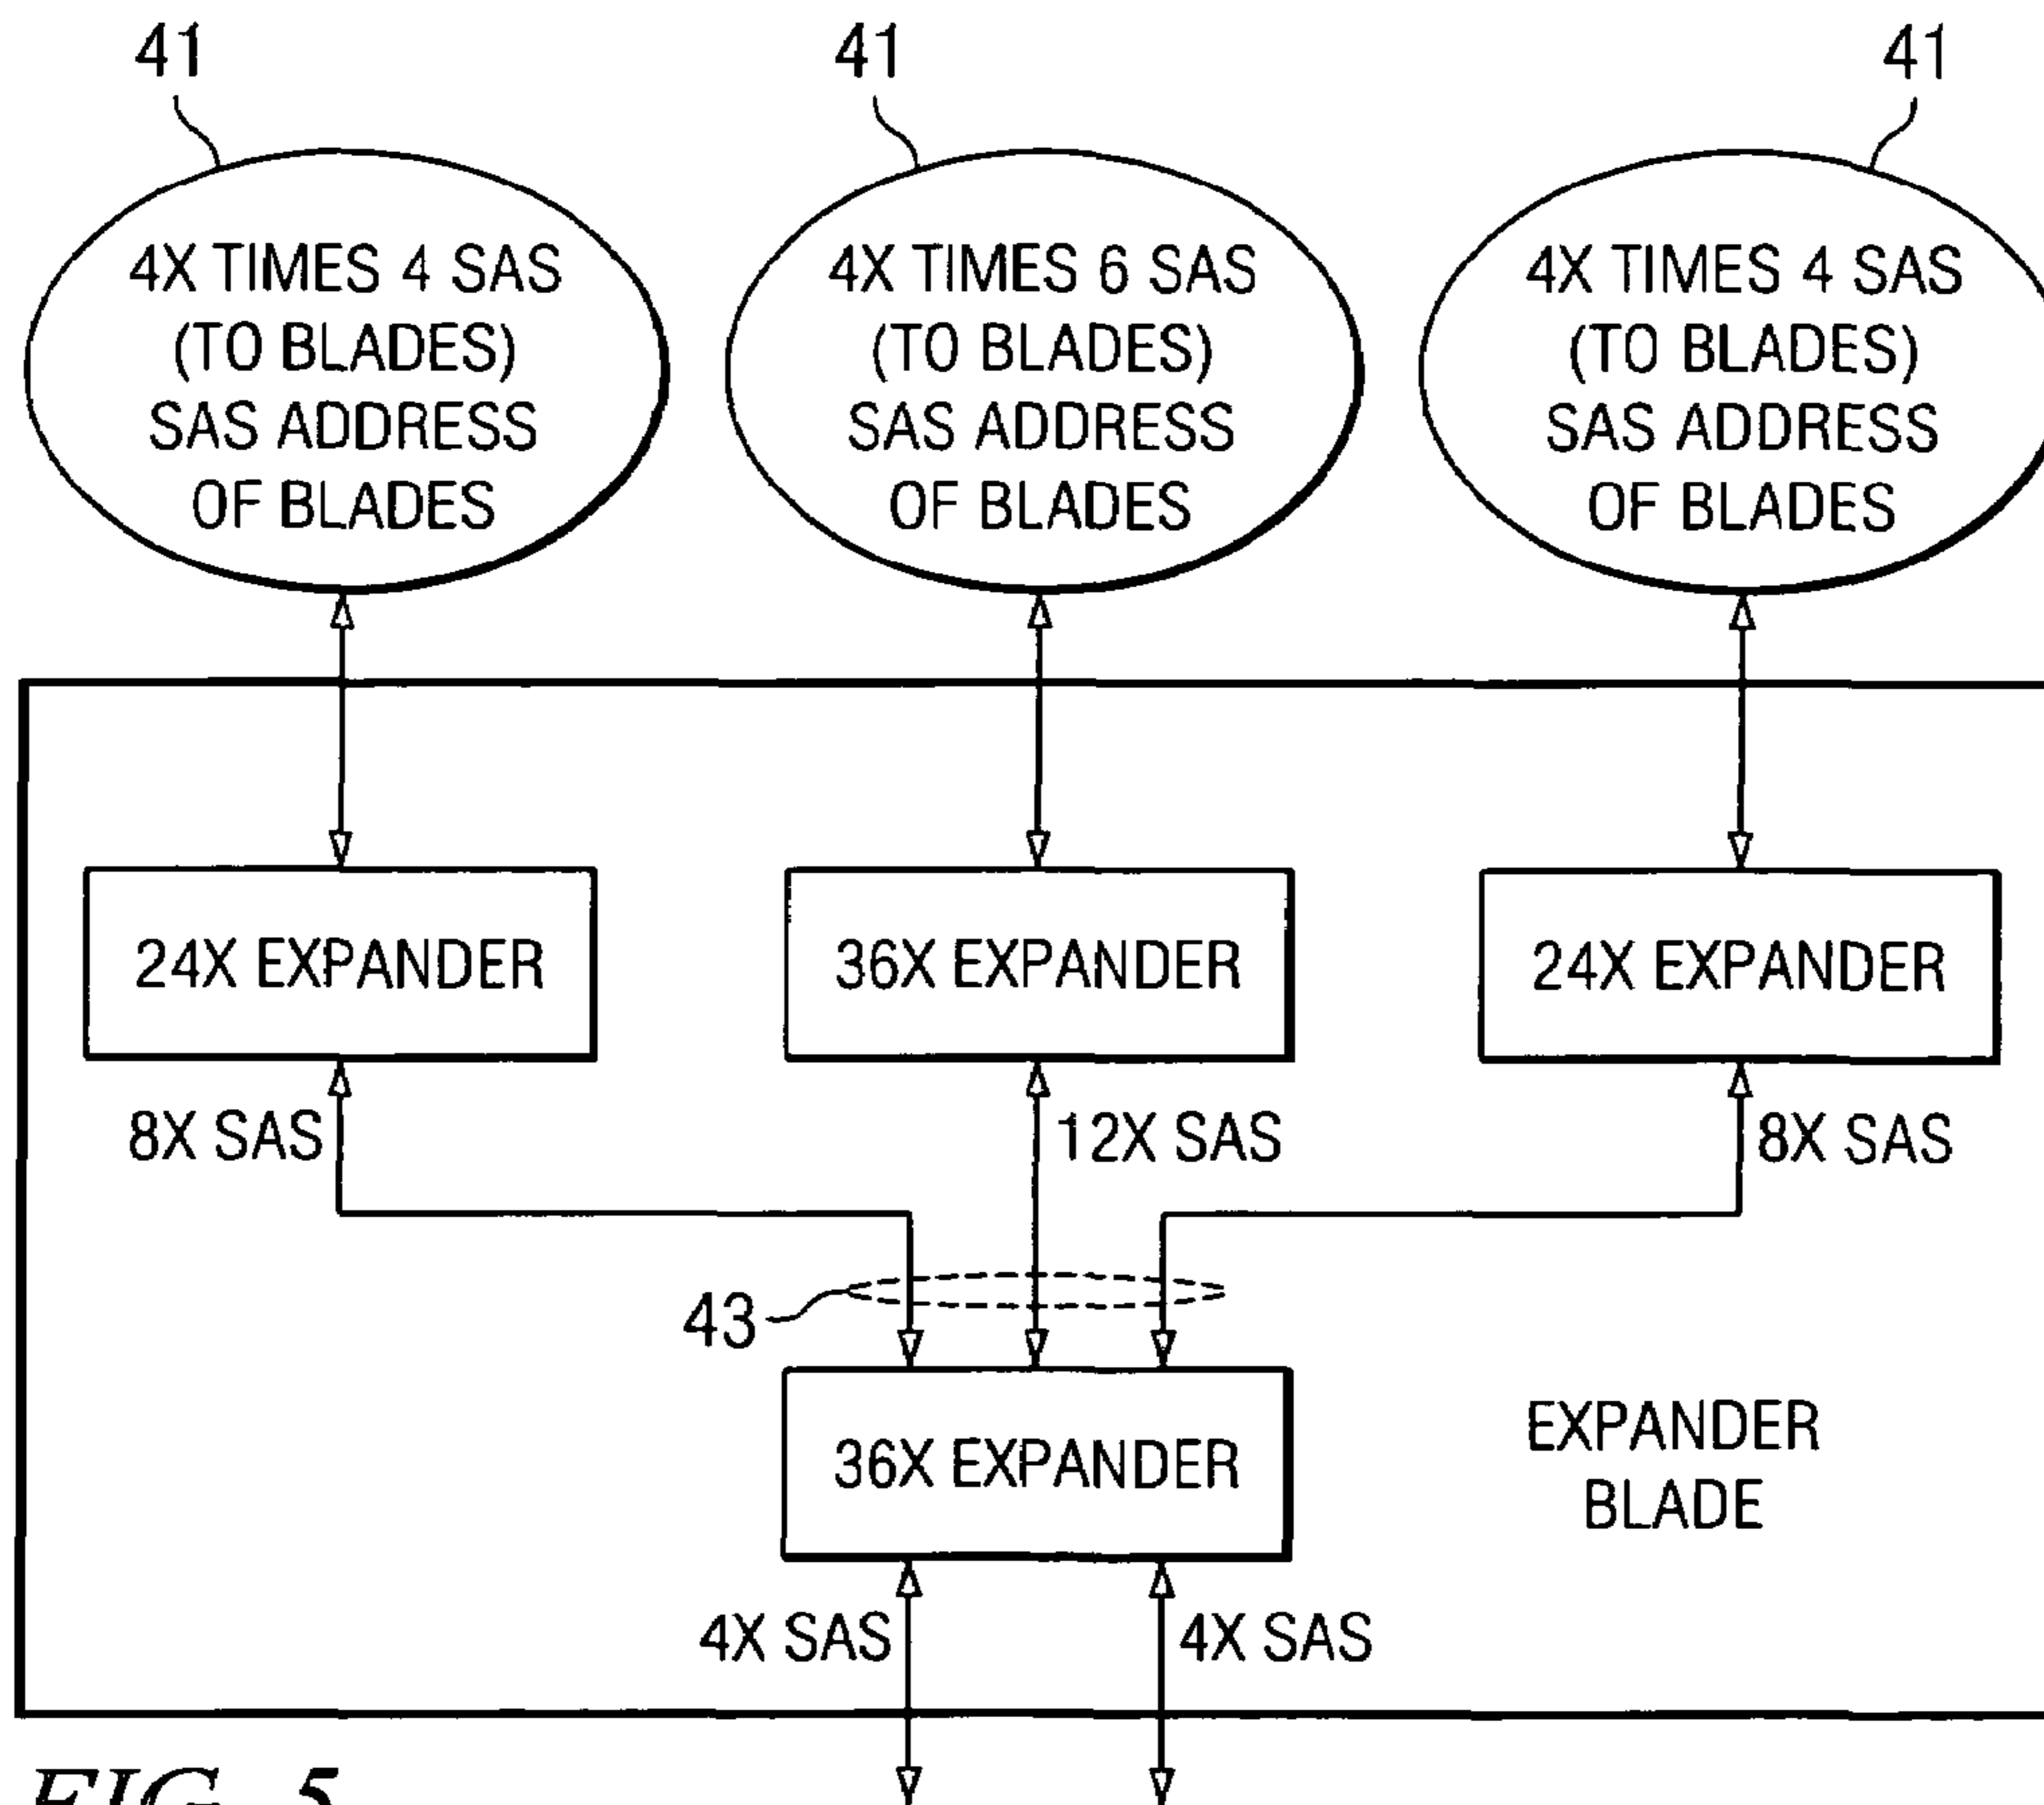 41
41
41
4X TIMES 4 SAS
(TO BLADES)
SAS ADDRESS
OF BLADES
4X TIMES 6 SAS
(TO BLADES)
SAS ADDRESS
OF BLADES
4X TIMES 4 SAS
(TO BLADES)
SAS ADDRESS
OF BLADES
24X EXPANDER
36X EXPANDER
24X EXPANDER
8X SAS
12X SAS
8X SAS
43
36X EXPANDER
EXPANDER
BLADE
4X SAS
4X SAS
FIG. 5